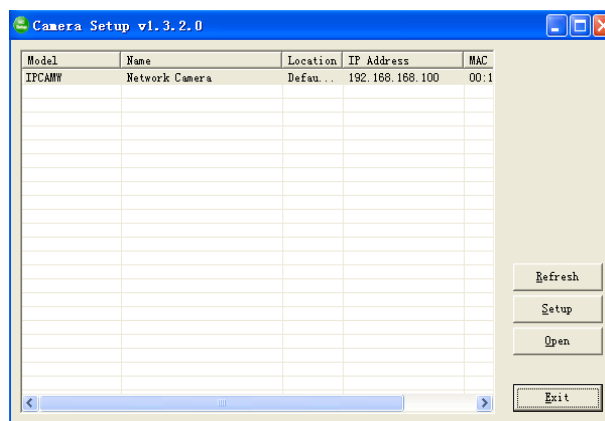 Camera Setup v1.3.2.0
Model Name Location IP Address MAC
IPCAMW Network Camera Defau... 192.168.168.100 00:1
Refresh
Setup
Open
Exit